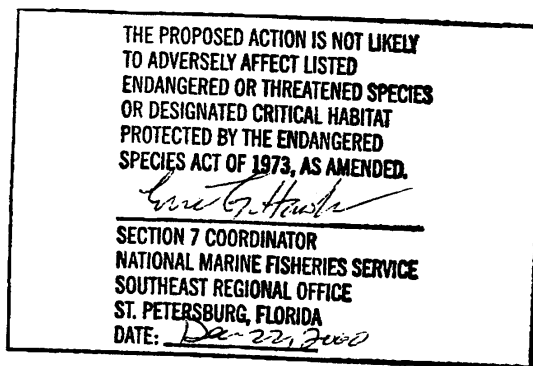 THE PROPOSED ACTION IS NOT LIKELY
TO ADVERSELY AFFECT LISTED
ENDANGERED OR THREATENED SPECIES
OR DESIGNATED CRITICAL HABITAT
PROTECTED BY THE ENDANGERED
SPECIES ACT OF 1973, AS AMENDED.
SECTION 7 COORDINATOR
NATIONAL MARINE FISHERIES SERVICE
SOUTHEAST REGIONAL OFFICE
ST. PETERSBURG, FLORIDA
DATE: 22, 2000